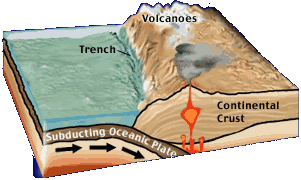 Volcanoes
Trench
Continental
Crust
Subducting Oceanic Plate